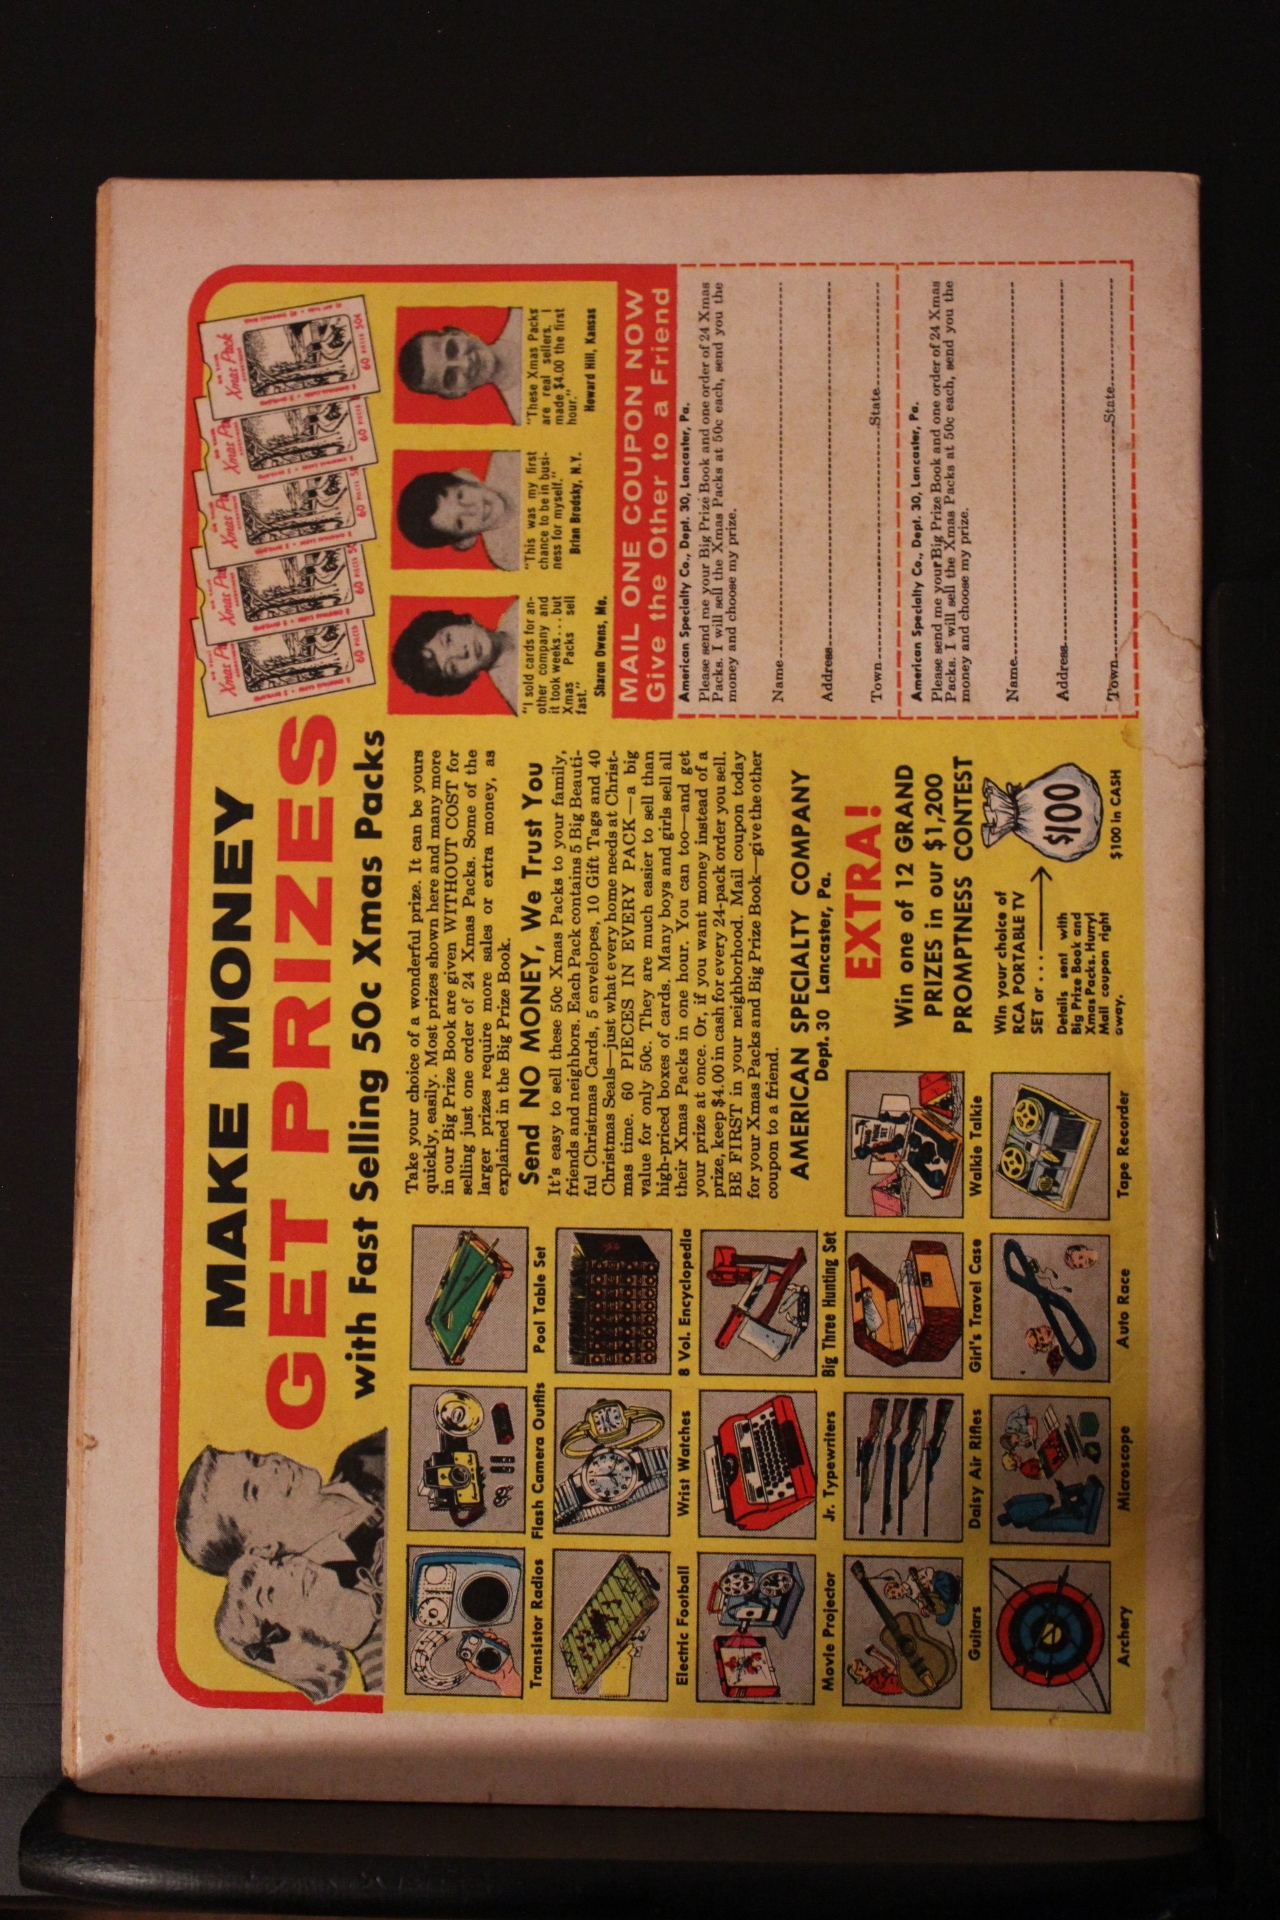 MAKE MONEY
GET PRIZES
with Fast Selling 50c Xmas Packs
Xmas Pack
60 PIECES 50¢
Take your choice of a wonderful prize. It can be yours
quickly, easily. Most prizes shown here and many more
in our Big Prize Book are given WITHOUT COST for
selling just one order of 24 Xmas Packs. Some of the
larger prizes require more sales or extra money, as
explained in the Big Prize Book.
Send NO MONEY, We Trust You
It's easy to sell these 50c Xmas Packs to your family,
friends and neighbors. Each Pack contains 5 Big Beauti-
ful Christmas Cards, 5 envelopes, 10 Gift Tags and 40
Christmas Seals—just what every home needs at Christ-
mas time. 60 PIECES IN EVERY PACK—a big
value for only 50c. They are much easier to sell than
high-priced boxes of cards. Many boys and girls sell all
their Xmas Packs in one hour. You can too—and get
your prize at once. Or, if you want money instead of a
prize, keep $4.00 in cash for every 24-pack order you sell.
BE FIRST in your neighborhood. Mail coupon today
for your Xmas Packs and Big Prize Book—give the other
coupon to a friend.
AMERICAN SPECIALTY COMPANY
Dept. 30 Lancaster, Pa.
EXTRA!
Win one of 12 GRAND
PRIZES in our $1,200
PROMPTNESS CONTEST
Win your choice of
RCA PORTABLE TV
SET or ....
Details sent with
Big Prize Book and
Xmas Packs. Hurry!
Mail coupon right
away.
$100
$100 in CASH
Transistor Radios
Flash Camera Outfits
Pool Table Set
Electric Football
Wrist Watches
8 Vol. Encyclopedia
Movie Projector
Jr. Typewriters
Big Three Hunting Set
Guitars
Daisy Air Rifles
Girl's Travel Case
Walkie Talkie
Archery
Microscope
Auto Race
Tape Recorder
"I sold cards for an-
other company and
it took weeks...but
Xmas Packs sell
fast."
Sharon Owens, Me.
"This was my first
chance to be in busi-
ness for myself."
Brian Brodsky, N.Y.
"These Xmas Packs
are real sellers. I
made $4.00 the first
hour."
Howard Hill, Kansas
MAIL ONE COUPON NOW
Give the Other to a Friend
American Specialty Co., Dept. 30, Lancaster, Pa.
Please send me your Big Prize Book and one order of 24 Xmas
Packs. I will sell the Xmas Packs at 50c each, send you the
money and choose my prize.
Name
Address
Town State
American Specialty Co., Dept. 30, Lancaster, Pa.
Please send me your Big Prize Book and one order of 24 Xmas
Packs. I will sell the Xmas Packs at 50c each, send you the
money and choose my prize.
Name
Address
Town State